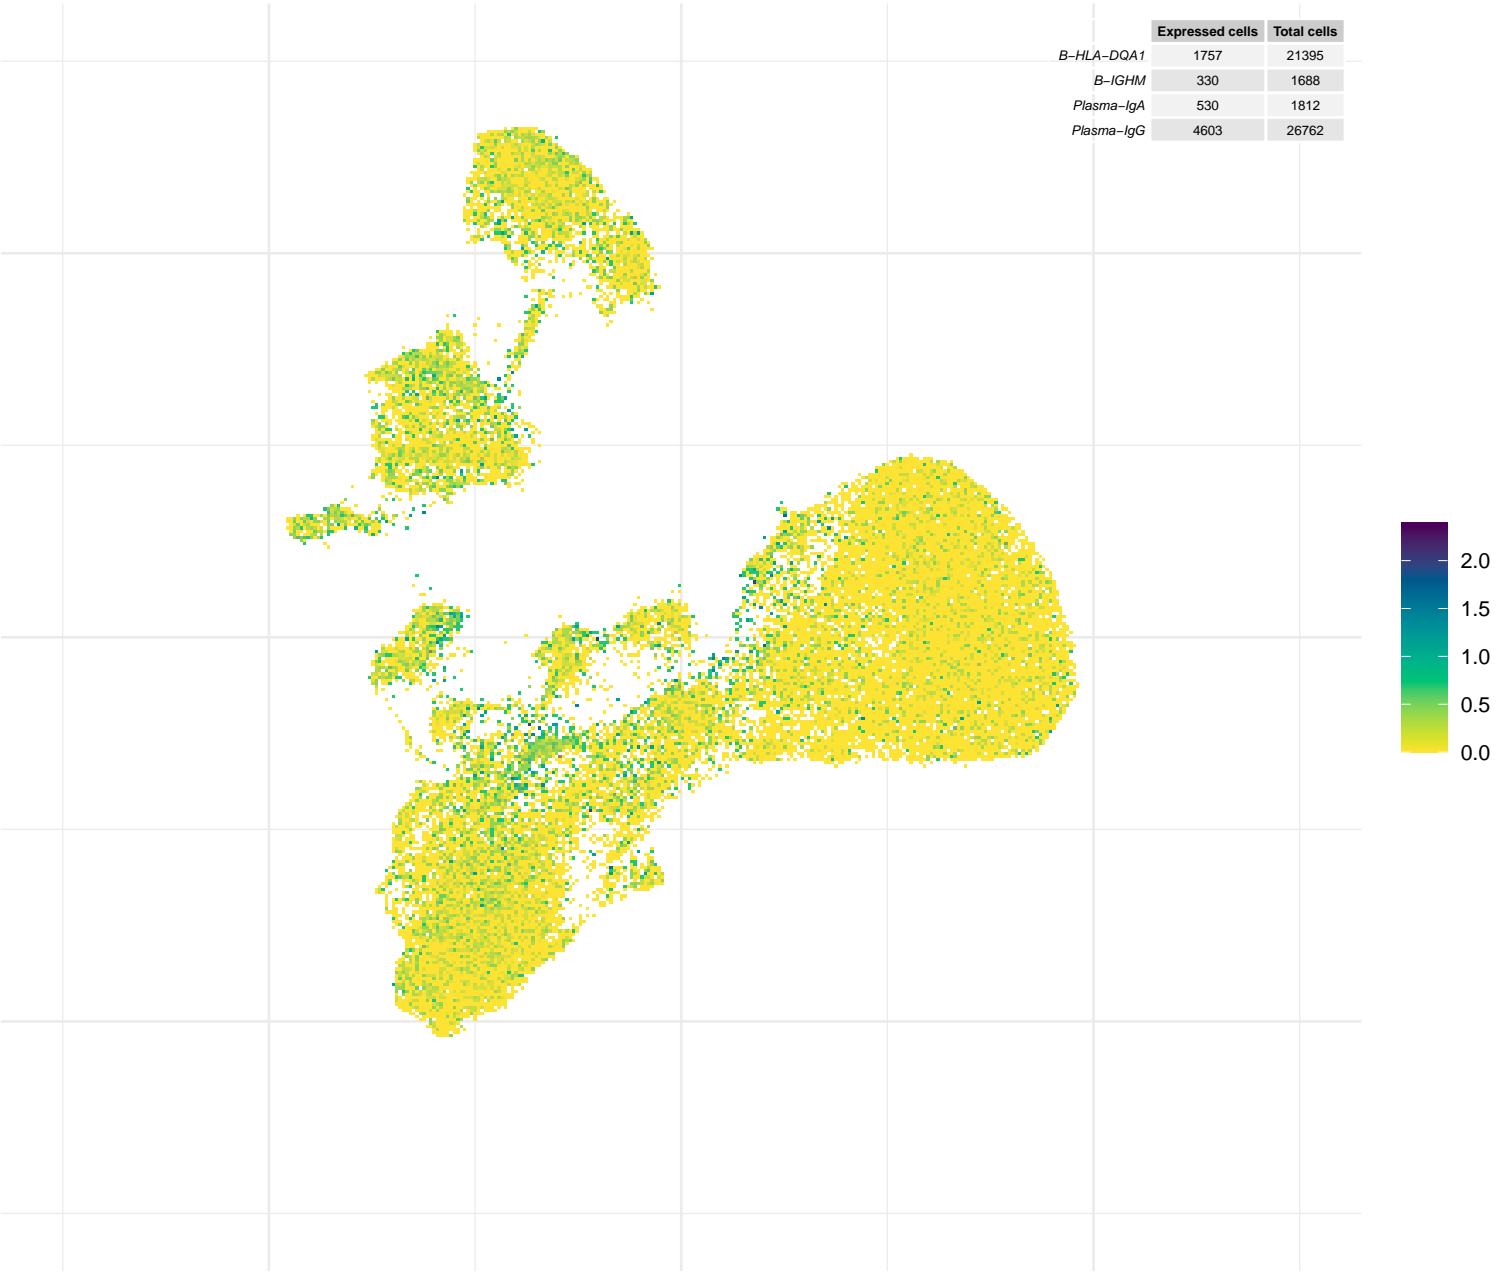 Expressed cells Total cells
B−HLA−DQA1 1757 21395
B−IGHM 330 1688
Plasma−IgA 530 1812
Plasma−IgG 4603 26762
2.0
1.5
1.0
0.5
0.0